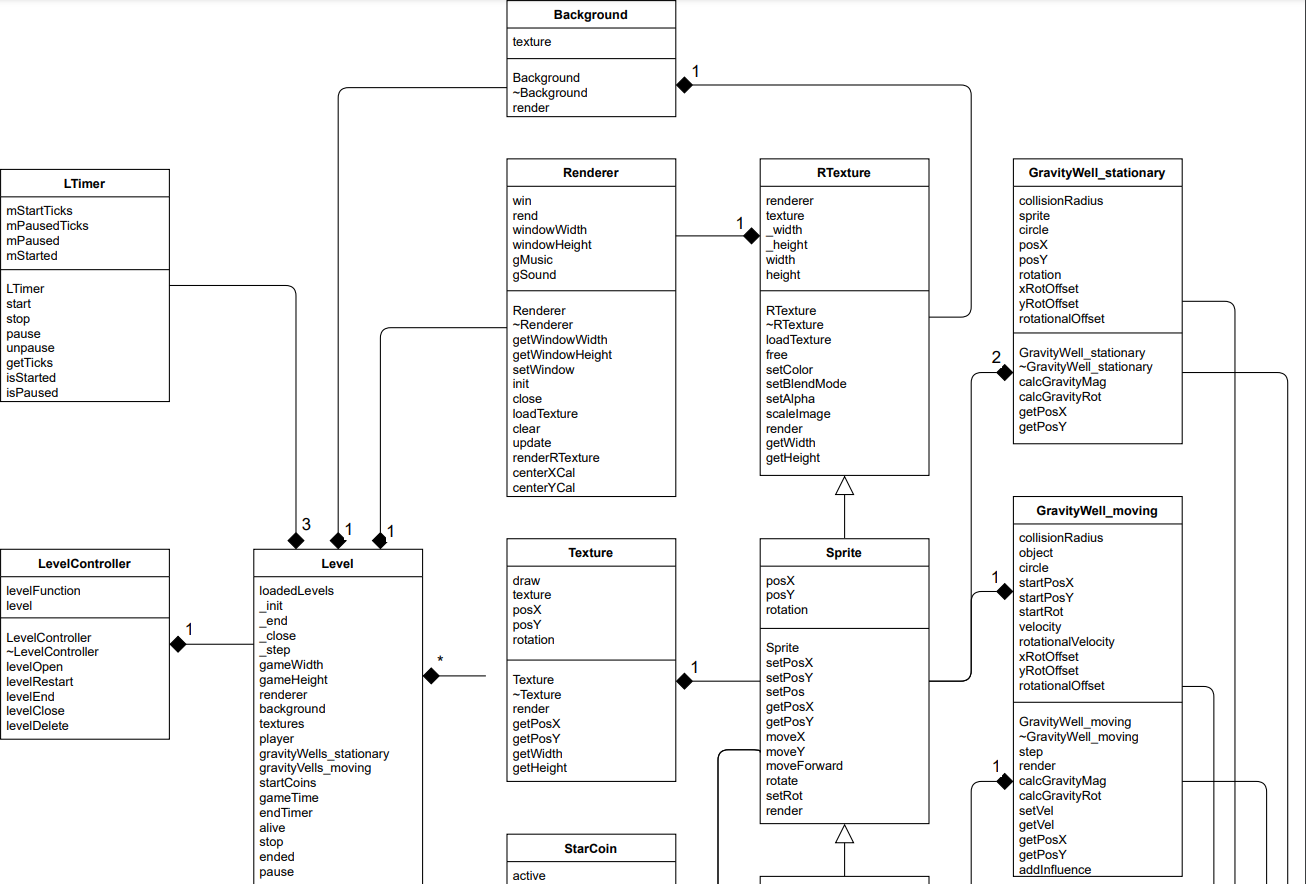 Background
texture
Background
~Background
render
1
LTimer
mStartTicks
mPausedTicks
mPaused
mStarted
LTimer
start
stop
pause
unpause
getTicks
isStarted
isPaused
Renderer
win
rend
windowWidth
windowHeight
gMusic
gSound
Renderer
~Renderer
getWindowWidth
getWindowHeight
setWindow
init
close
loadTexture
clear
update
renderRTexture
centerXCal
centerYCal
1
RTexture
renderer
texture
_width
_height
width
height
RTexture
~RTexture
loadTexture
free
setColor
setBlendMode
setAlpha
scaleImage
render
getWidth
getHeight
GravityWell_stationary
collisionRadius
sprite
circle
posX
posY
rotation
xRotOffset
yRotOffset
rotationalOffset
2
GravityWell_stationary
~GravityWell_stationary
calcGravityMag
calcGravityRot
getPosX
getPosY
3
1
1
LevelController
levelFunction
level
LevelController
~LevelController
levelOpen
levelRestart
levelEnd
levelClose
levelDelete
1
Level
loadedLevels
_init
_end
_close
_step
gameWidth
gameHeight
renderer
background
textures
player
gravityWells_stationary
gravityVells_moving
startCoins
gameTime
endTimer
alive
stop
ended
pause
*
Texture
draw
texture
posX
posY
rotation
Texture
~Texture
render
getPosX
getPosY
getWidth
getHeight
1
Sprite
posX
posY
rotation
Sprite
setPosX
setPosY
setPos
getPosX
getPosY
moveX
moveY
moveForward
rotate
setRot
render
GravityWell_moving
collisionRadius
object
circle
startPosX
startPosY
startRot
velocity
rotationalVelocity
xRotOffset
yRotOffset
rotationalOffset
1
GravityWell_moving
~GravityWell_moving
step
render
calcGravityMag
calcGravityRot
setVel
getVel
getPosX
getPosY
addInfluence
1
StarCoin
active